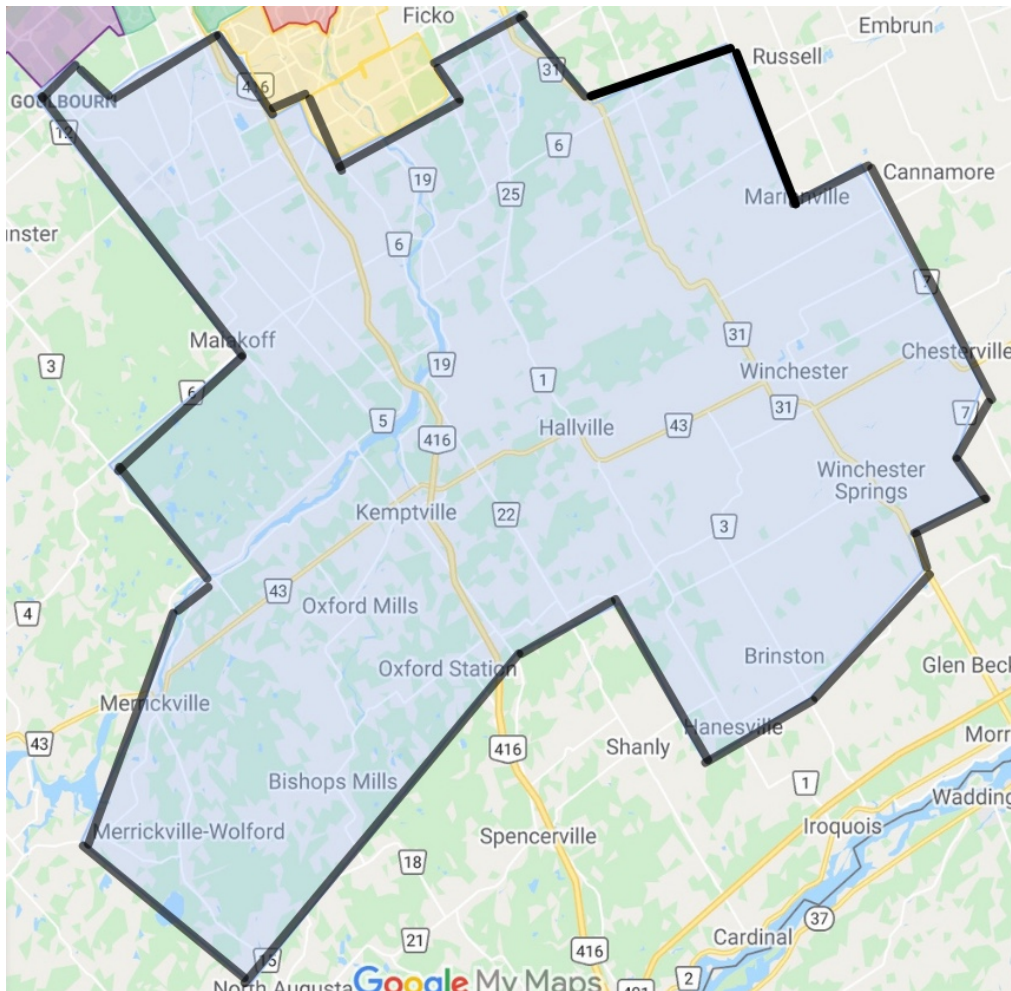 Ficko
Embrun
Russell
31
416
GOULBOURN
12
6
19
25
Cannamore
Marionville
unster
6
7
Malakoff
31
Chesterville
3
19
Winchester
6
1
31
7
5
43
Hallville
416
Winchester
Springs
Kemptville
22
3
43
Oxford Mills
4
Brinston
Glen Beck
Oxford Station
Merrickville
43
Hanesville
416
Shanly
Morr
Bishops Mills
1
Wadding
Merrickville-Wolford
Spencerville
Iroquois
18
37
Cardinal
21
416
15
2
North Augusta
Google My Maps
401